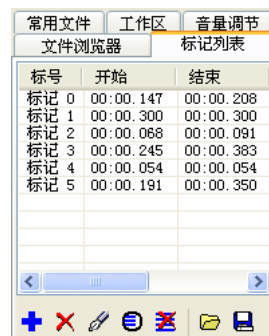 常用文件 工作区 音量调节
文件浏览器 标记列表
标号 开始 结束
标记 0 00:00.147 00:00.208
标记 1 00:00.300 00:00.300
标记 2 00:00.068 00:00.091
标记 3 00:00.245 00:00.383
标记 4 00:00.054 00:00.054
标记 5 00:00.191 00:00.350